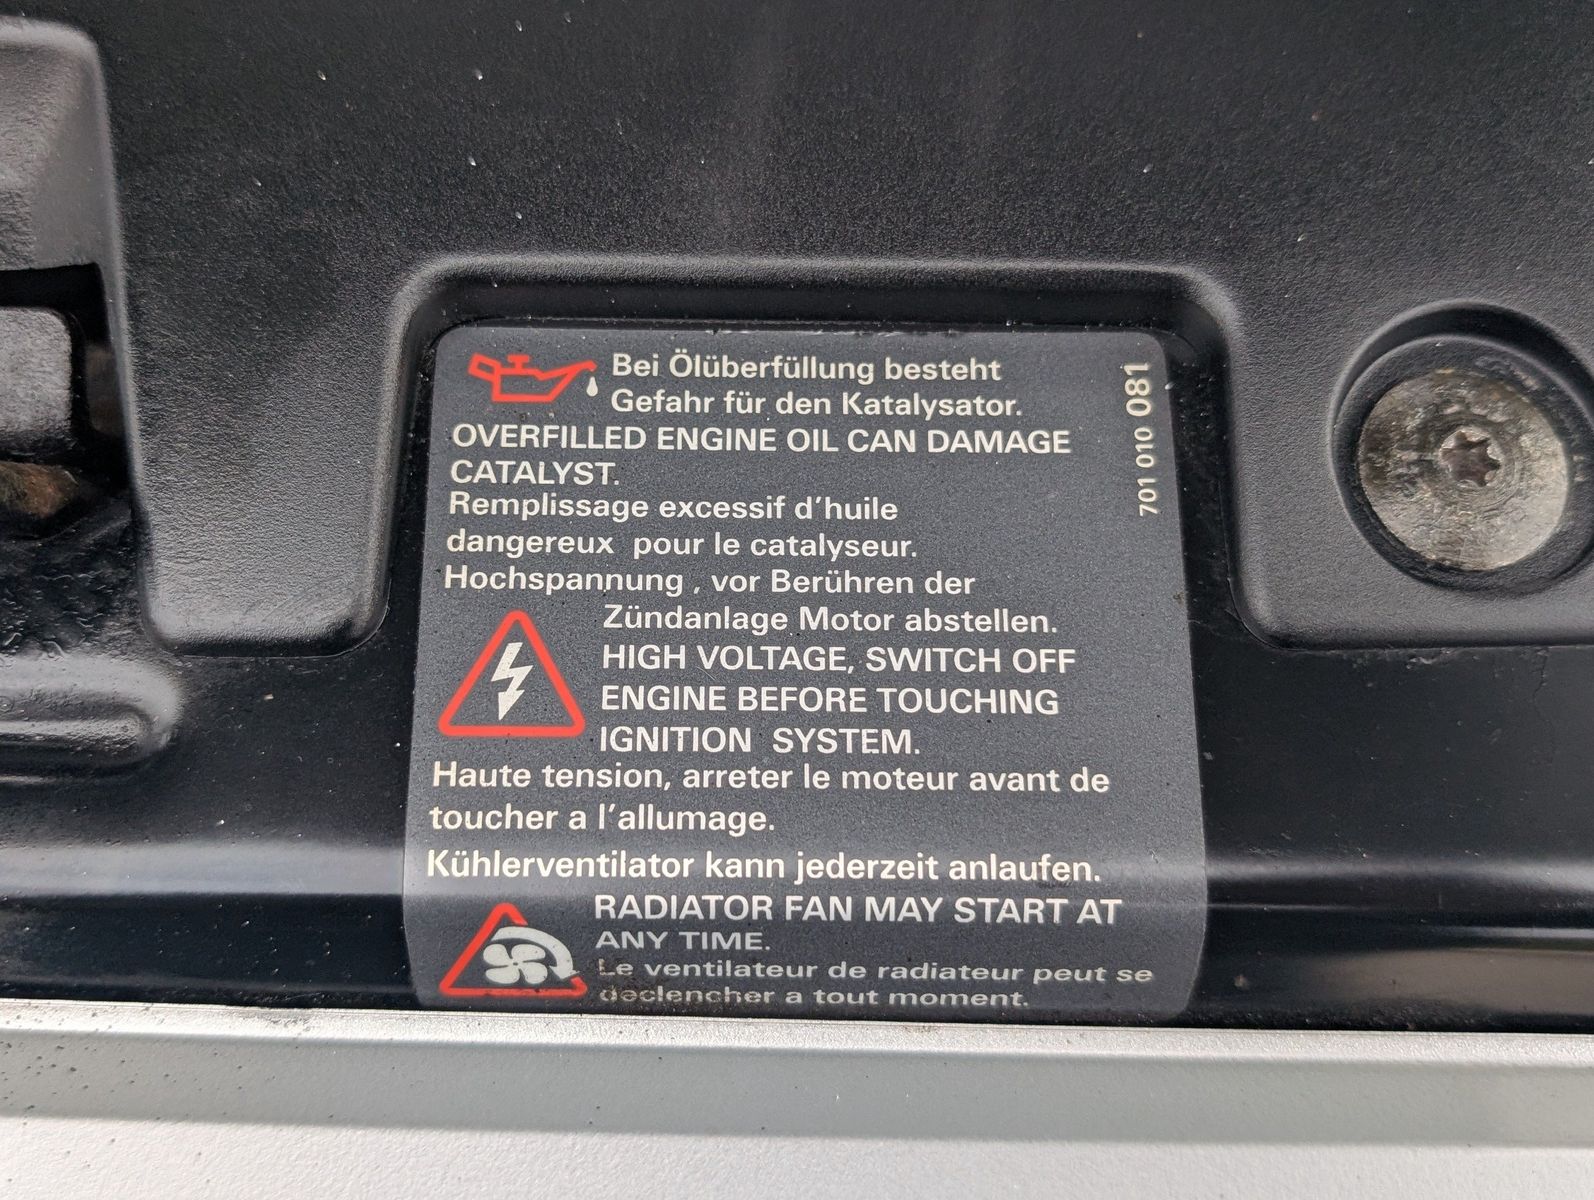 Bei Ölüberfüllung besteht
Gefahr für den Katalysator.
OVERFILLED ENGINE OIL CAN DAMAGE
CATALYST.
Remplissage excessif d'huile
dangereux pour le catalyseur.
Hochspannung , vor Berühren der
Zündanlage Motor abstellen.
HIGH VOLTAGE, SWITCH OFF
ENGINE BEFORE TOUCHING
IGNITION SYSTEM.
Haute tension, arreter le moteur avant de
toucher a l'allumage.
Kühlerventilator kann jederzeit anlaufen.
RADIATOR FAN MAY START AT
ANY TIME.
Le ventilateur de radiateur peut se
declencher a tout moment.
701 010 081